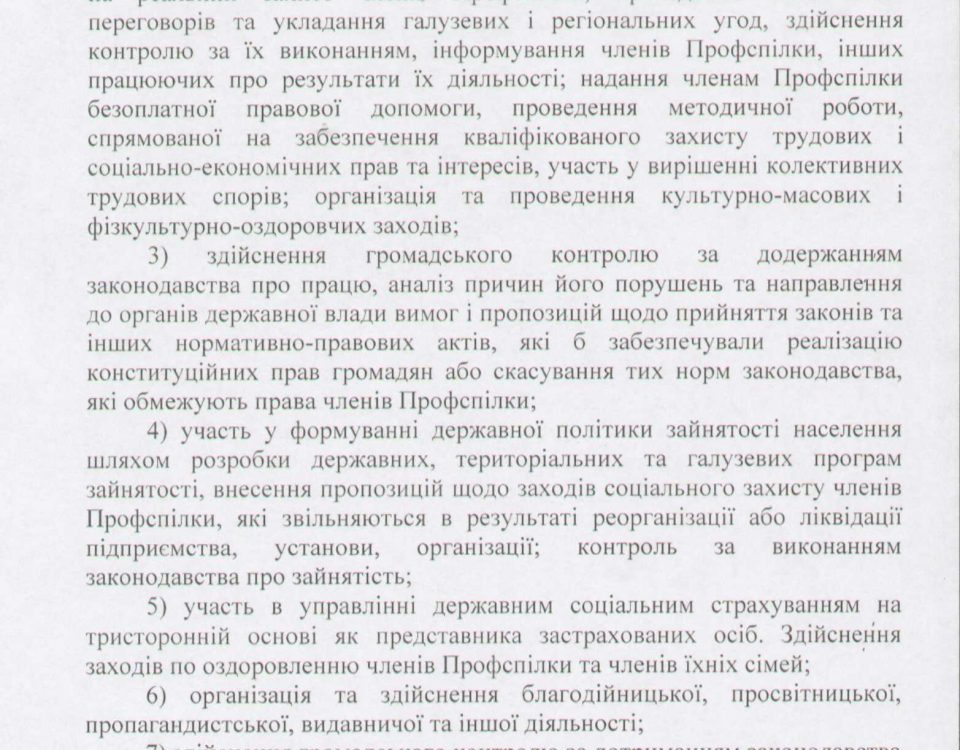 переговорів та укладання галузевих і регіональних угод, здійснення
контролю за їх виконанням, інформування членів Профспілки, інших
працюючих про результати їх діяльності; надання членам Профспілки
безоплатної правової допомоги, проведення методичної роботи,
спрямованої на забезпечення кваліфікованого захисту трудових і
соціально-економічних прав та інтересів, участь у вирішенні колективних
трудових спорів; організація та проведення культурно-масових і
фізкультурно-оздоровчих заходів;
3) здійснення громадського контролю за додержанням
законодавства про працю, аналіз причин його порушень та направлення
до органів державної влади вимог і пропозицій щодо прийняття законів та
інших нормативно-правових актів, які б забезпечували реалізацію
конституційних прав громадян або скасування тих норм законодавства,
які обмежують права членів Профспілки;
4) участь у формуванні державної політики зайнятості населення
шляхом розробки державних, територіальних та галузевих програм
зайнятості, внесення пропозицій щодо заходів соціального захисту членів
Профспілки, які звільняються в результаті реорганізації або ліквідації
підприємства, установи, організації; контроль за виконанням
законодавства про зайнятість;
5) участь в управлінні державним соціальним страхуванням на
тристоронній основі як представника застрахованих осіб. Здійснення
заходів по оздоровленню членів Профспілки та членів їхніх сімей;
6) організація та здійснення благодійницької, просвітницької,
пропагандистської, видавничої та іншої діяльності;
7) здійснення громадського контролю за дотриманням законодавства